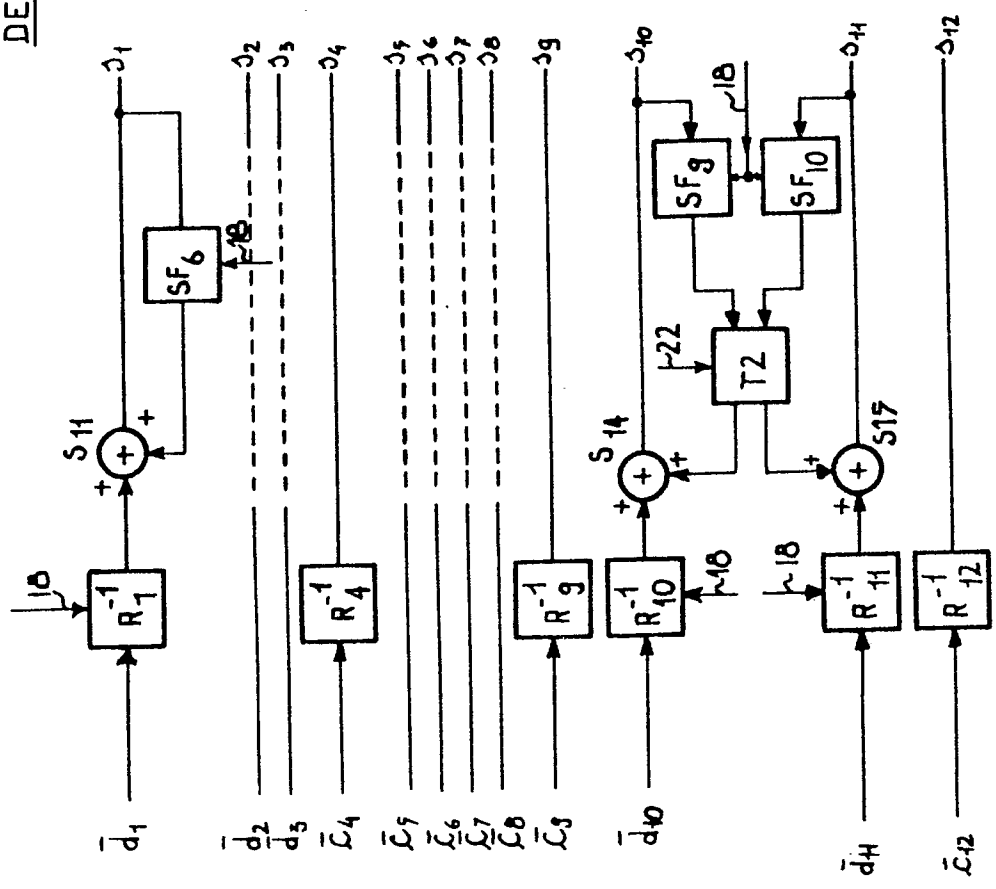 DE
18
d̄1
R1^-1
S11
+
+
+
SF6
18
s1
d̄2
s2
d̄3
s3
c̄4
R4^-1
s4
c̄5
s5
c̄6
s6
c̄7
s7
c̄8
s8
c̄9
R9^-1
s9
d̄10
R10^-1
18
S14
+
+
+
s10
22
T2
SF9
18
SF10
18
d̄11
R11^-1
S15
+
+
+
s11
c̄12
R12^-1
s12